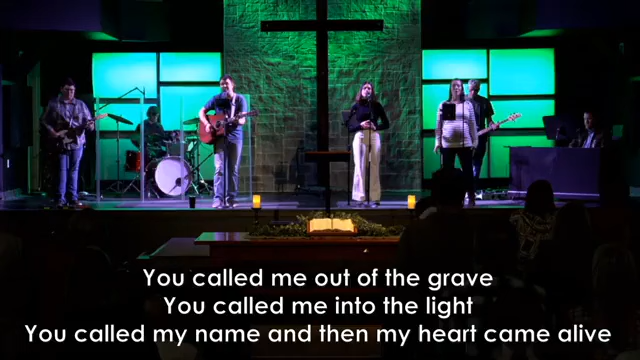 You called me out of the grave
You called me into the light
You called my name and then my heart came alive